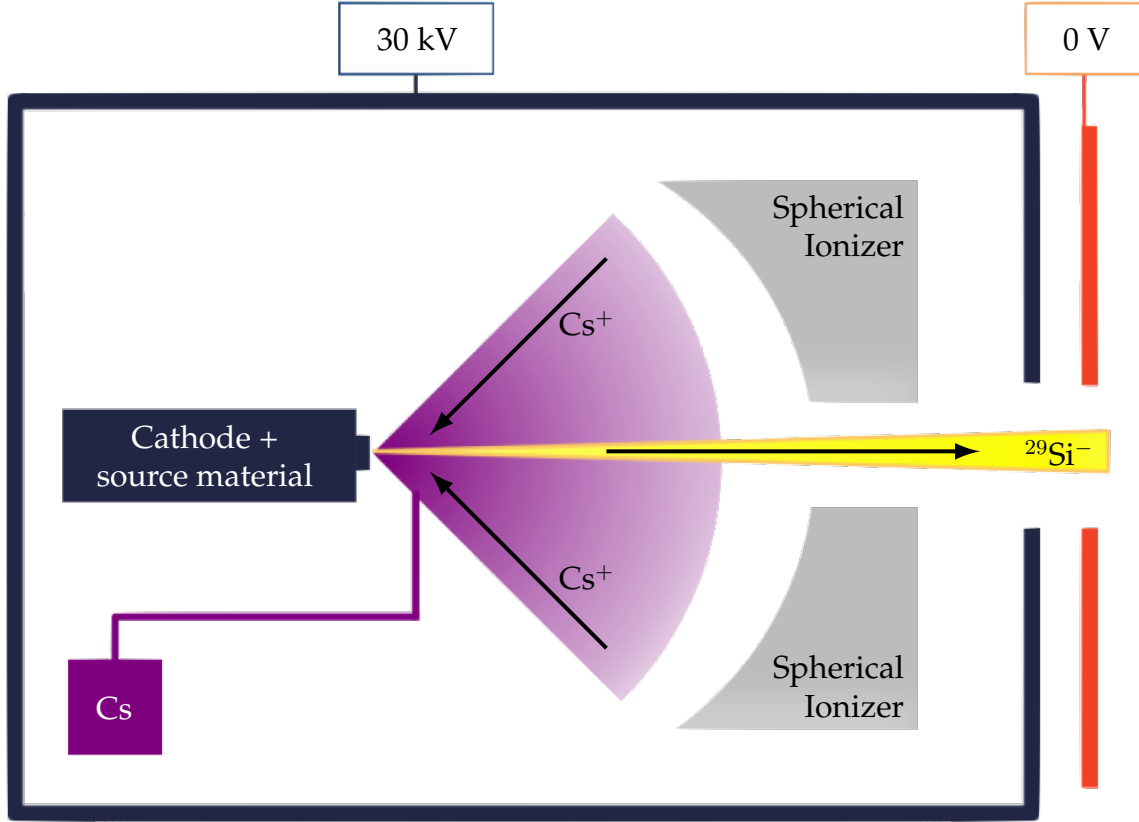 30 kV
0 V
Spherical
Ionizer
Cs⁺
Cathode +
source material
²⁹Si⁻
Cs⁺
Spherical
Ionizer
Cs